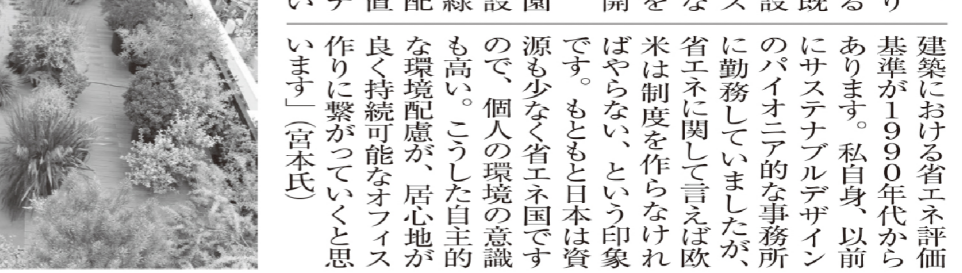 建築における省エネ評価
基準が1990年代から
あります。私自身、以前
にサステナブルデザイン
のパイオニア的な事務所
に勤務していましたが、
省エネに関して言えば欧
米は制度を作らなけれ
ばやらない、という印象
です。もともと日本は資
源も少なく省エネ国です
ので、個人の環境の意識
も高い。こうした自主的
な環境配慮が、居心地が
良く持続可能なオフィス
作りに繋がっていくと思
います」(宮本氏)